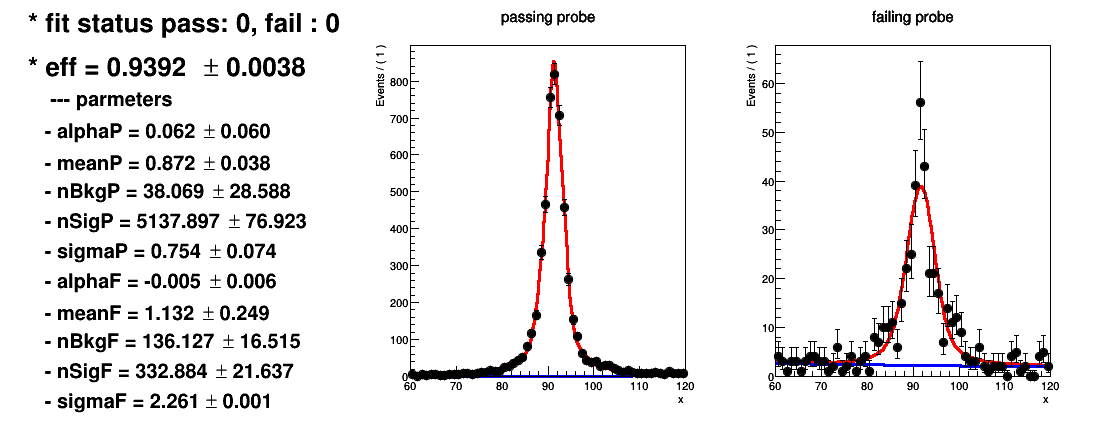 * fit status pass: 0, fail : 0
* eff = 0.9392 ± 0.0038
--- parmeters
- alphaP = 0.062 ± 0.060
- meanP = 0.872 ± 0.038
- nBkgP = 38.069 ± 28.588
- nSigP = 5137.897 ± 76.923
- sigmaP = 0.754 ± 0.074
- alphaF = -0.005 ± 0.006
- meanF = 1.132 ± 0.249
- nBkgF = 136.127 ± 16.515
- nSigF = 332.884 ± 21.637
- sigmaF = 2.261 ± 0.001
passing probe
Events / ( 1 )
800
700
600
500
400
300
200
100
0
60 70 80 90 100 110 120
x
failing probe
Events / ( 1 )
60
50
40
30
20
10
0
60 70 80 90 100 110 120
x